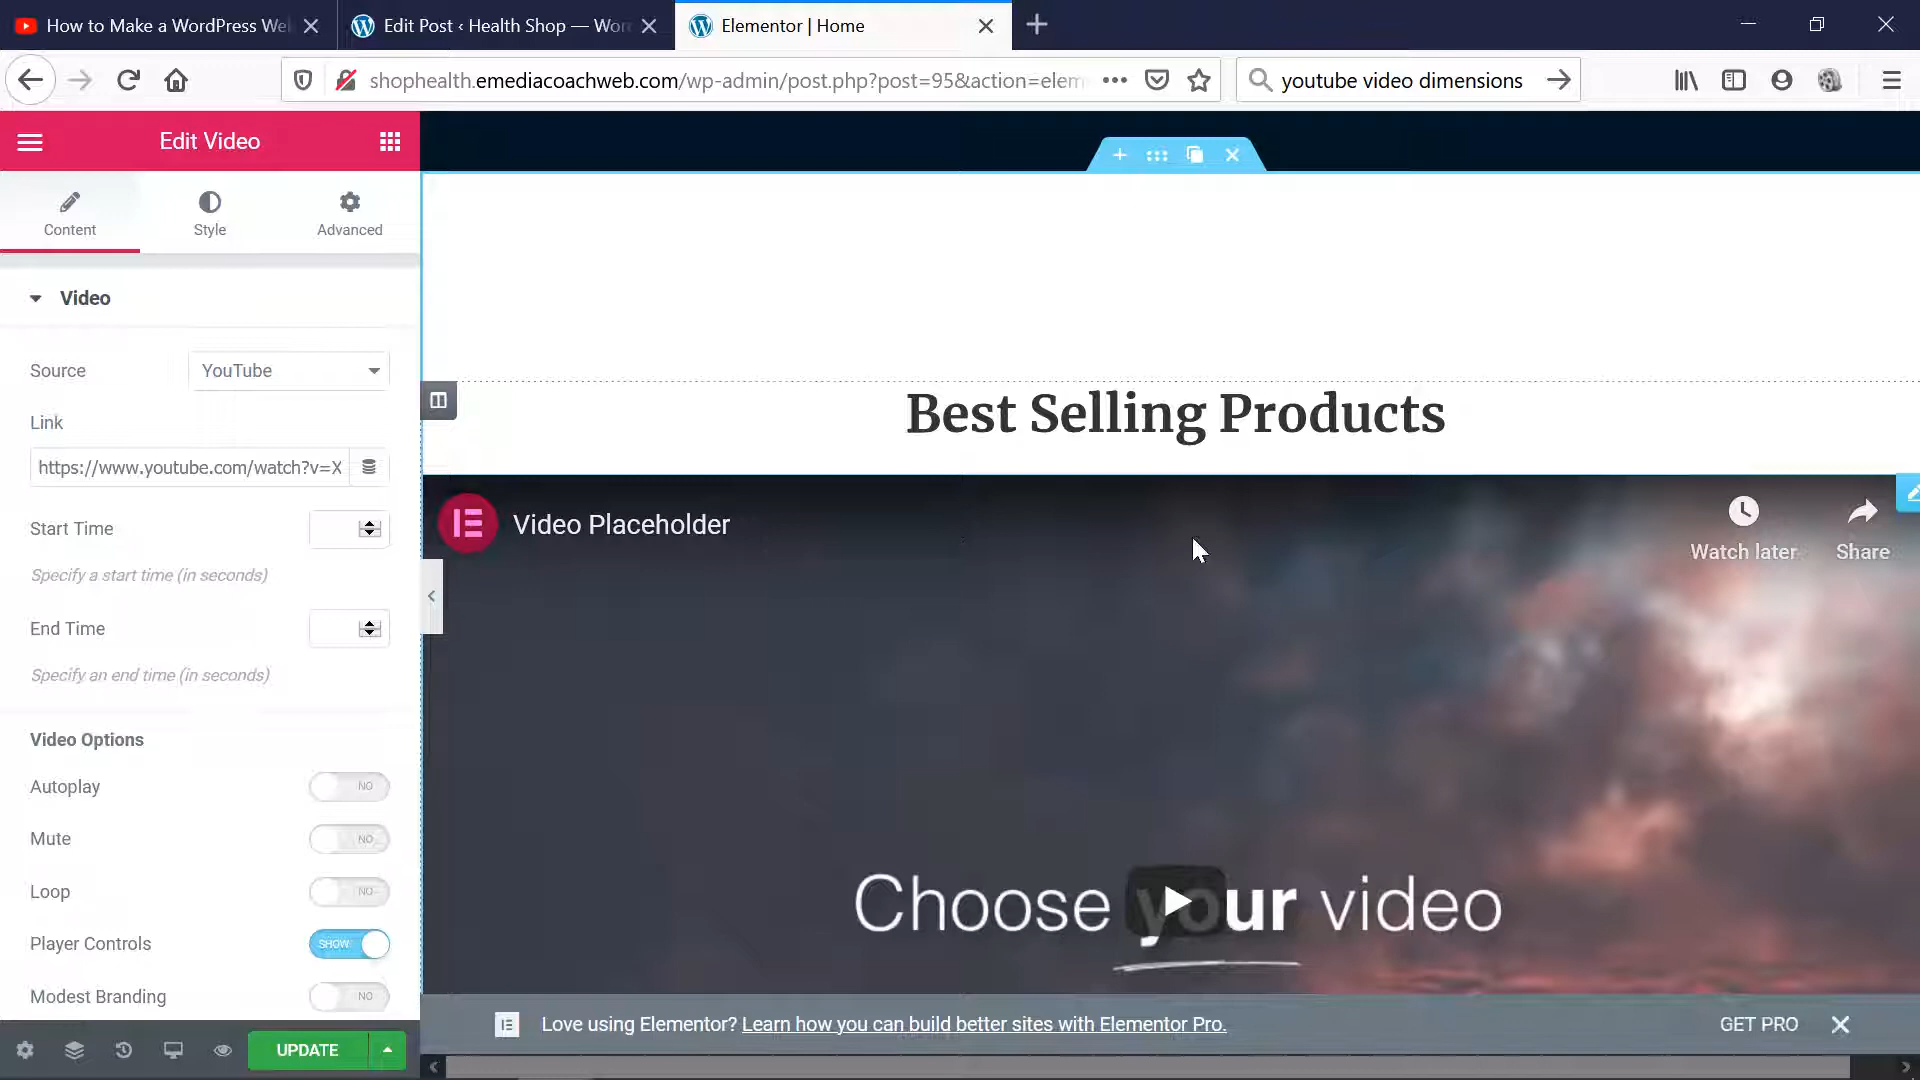 How to Make a WordPress We
Edit Post ‹ Health Shop — Wor
Elementor | Home
shophealth.emediacoachweb.com/wp-admin/post.php?post=95&action=elem
youtube video dimensions
Edit Video
Content
Style
Advanced
Video
Source
YouTube
Link
https://www.youtube.com/watch?v=X
Start Time
Specify a start time (in seconds)
End Time
Specify an end time (in seconds)
Video Options
Autoplay
NO
Mute
NO
Loop
NO
Player Controls
SHOW
Modest Branding
NO
UPDATE
Best Selling Products
Video Placeholder
Watch later
Share
Choose your video
Love using Elementor? Learn how you can build better sites with Elementor Pro.
GET PRO